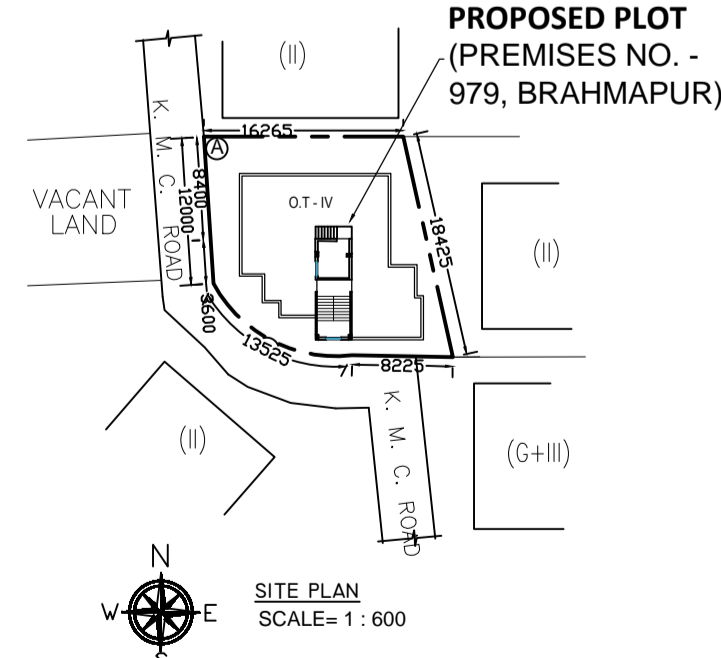 PROPOSED PLOT
(PREMISES NO. -
979, BRAHMAPUR)
(II)
K. M. C. ROAD
16265
A
8400
12000
3600
VACANT
LAND
O.T - IV
18425
(II)
13525
8225
K. M. C. ROAD
(II)
(G+III)
N
W
E
S
SITE PLAN
SCALE= 1 : 600